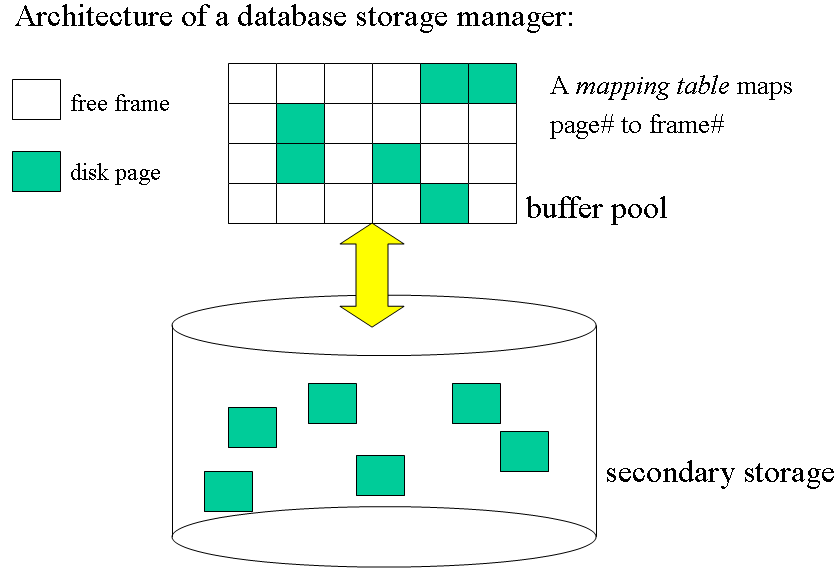 Architecture of a database storage manager:
free frame
disk page
A mapping table maps
page# to frame#
buffer pool
secondary storage